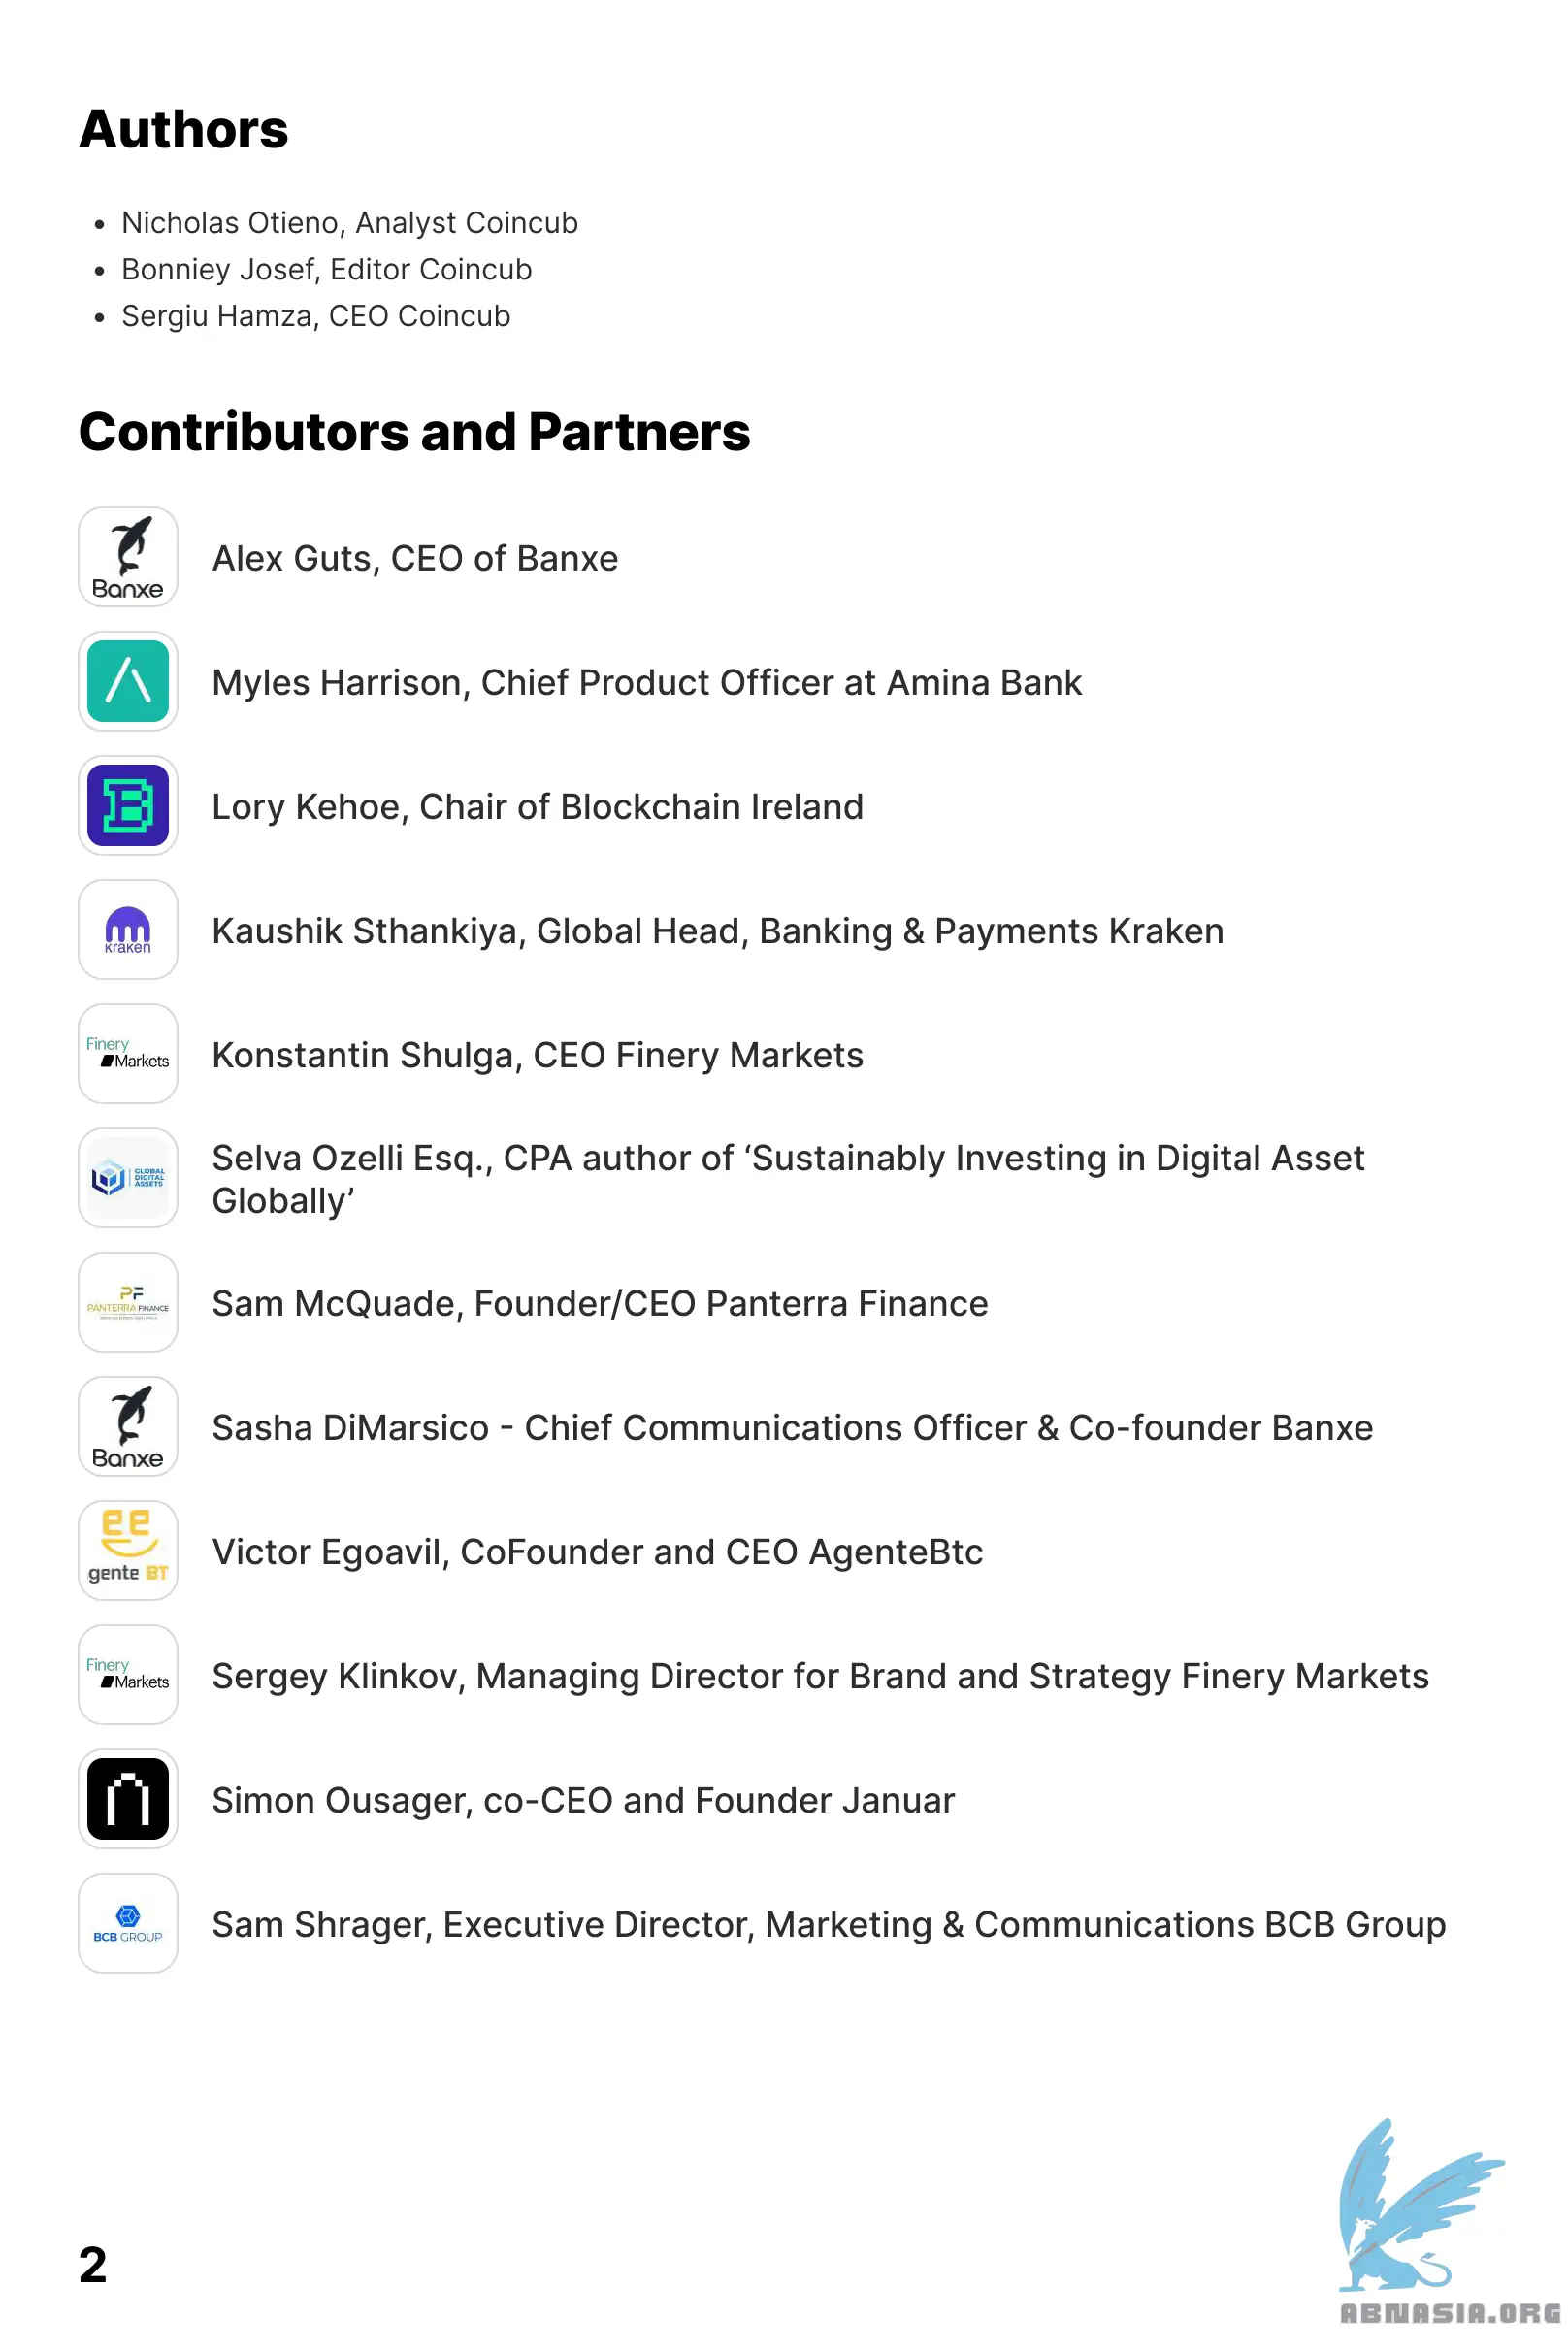 Authors
• Nicholas Otieno, Analyst Coincub
• Bonniey Josef, Editor Coincub
• Sergiu Hamza, CEO Coincub
Contributors and Partners
Banxe
Alex Guts, CEO of Banxe
Myles Harrison, Chief Product Officer at Amina Bank
Lory Kehoe, Chair of Blockchain Ireland
kraken
Kaushik Sthankiya, Global Head, Banking & Payments Kraken
Finery
Markets
Konstantin Shulga, CEO Finery Markets
GLOBAL
DIGITAL
ASSETS
Selva Ozelli Esq., CPA author of ‘Sustainably Investing in Digital Asset
Globally’
PF
PANTERRA FINANCE
Sam McQuade, Founder/CEO Panterra Finance
Banxe
Sasha DiMarsico - Chief Communications Officer & Co-founder Banxe
gente BT
Victor Egoavil, CoFounder and CEO AgenteBtc
Finery
Markets
Sergey Klinkov, Managing Director for Brand and Strategy Finery Markets
Simon Ousager, co-CEO and Founder Januar
BCB GROUP
Sam Shrager, Executive Director, Marketing & Communications BCB Group
2
ABNASIA.ORG